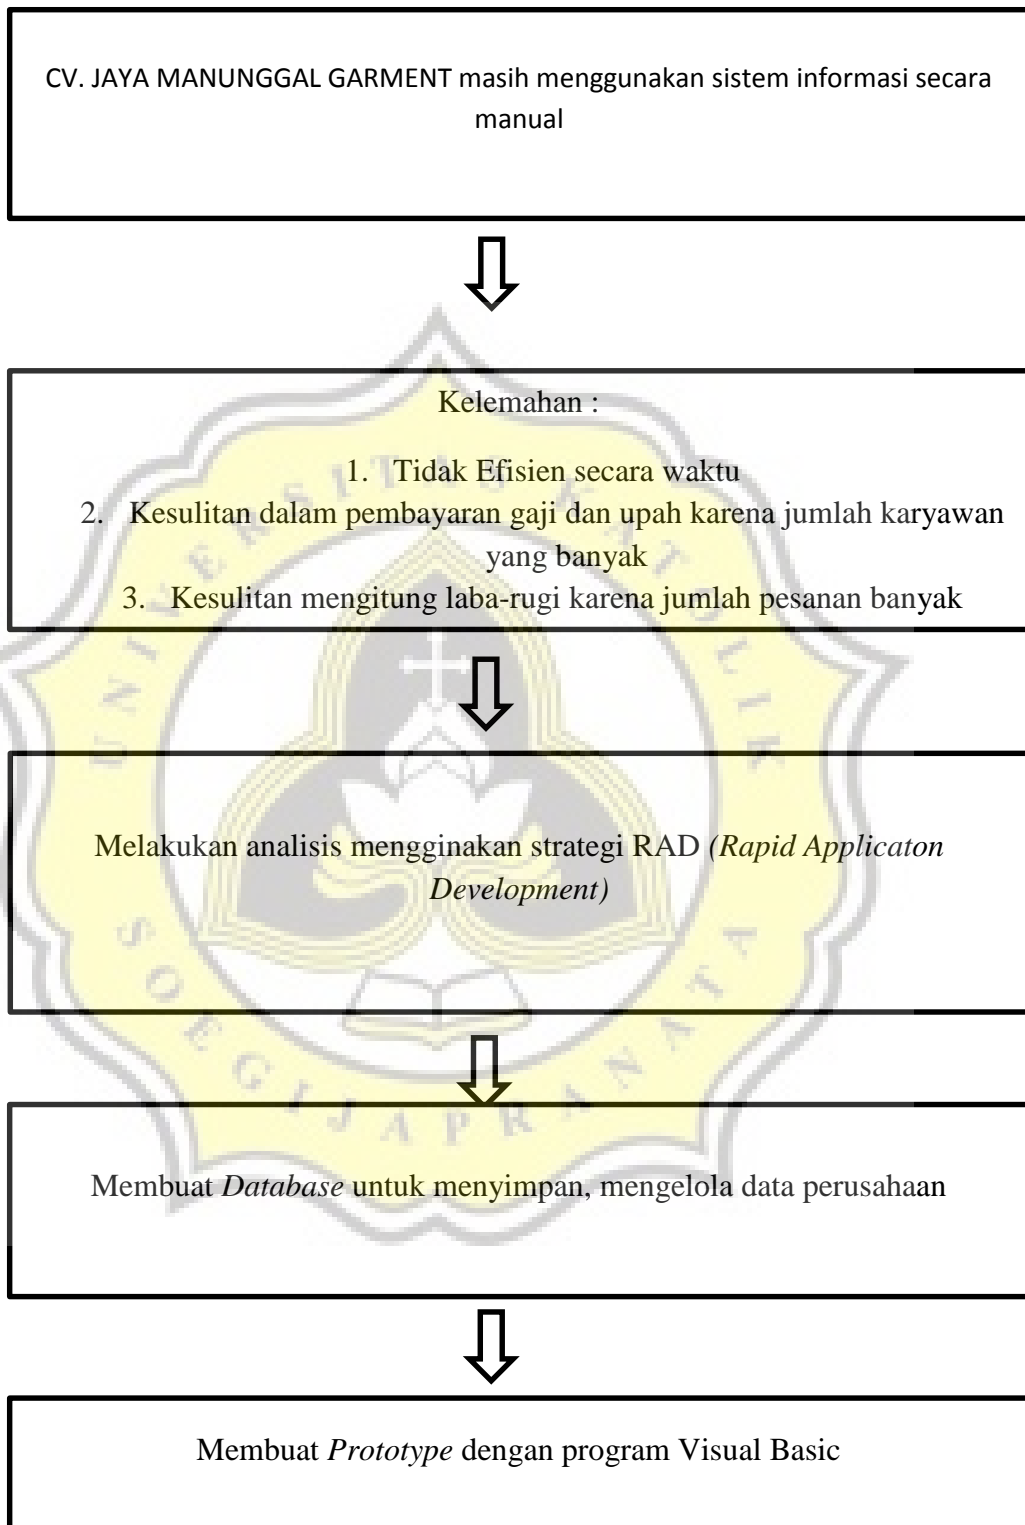 CV. JAYA MANUNGGAL GARMENT masih menggunakan sistem informasi secara
manual
Kelemahan :
1. Tidak Efisien secara waktu
2. Kesulitan dalam pembayaran gaji dan upah karena jumlah karyawan
yang banyak
3. Kesulitan mengitung laba-rugi karena jumlah pesanan banyak
Melakukan analisis mengginakan strategi RAD (Rapid Applicaton
Development)
Membuat Database untuk menyimpan, mengelola data perusahaan
Membuat Prototype dengan program Visual Basic
UNIVERSITAS KATOLIK
SOEGIJAPRANATA